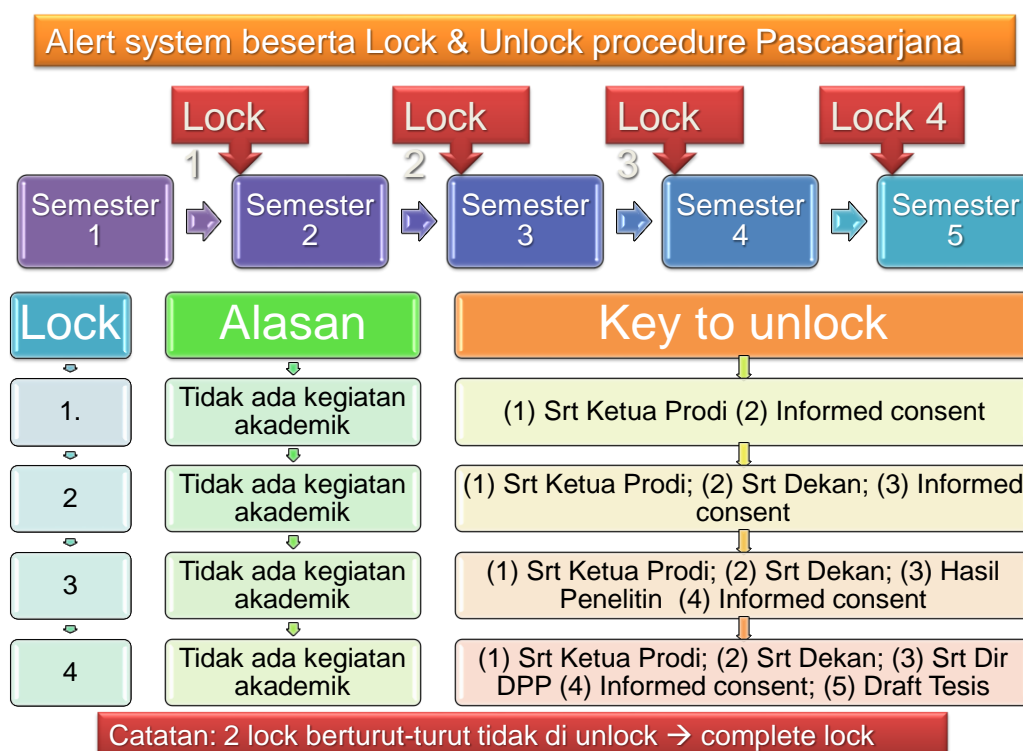 Alert system beserta Lock & Unlock procedure Pascasarjana
Lock
1
Lock
2
Lock
3
Lock 4
Semester
1
Semester
2
Semester
3
Semester
4
Semester
5
Lock
Alasan
Key to unlock
1.
Tidak ada kegiatan
akademik
(1) Srt Ketua Prodi (2) Informed consent
2
Tidak ada kegiatan
akademik
(1) Srt Ketua Prodi; (2) Srt Dekan; (3) Informed
consent
3
Tidak ada kegiatan
akademik
(1) Srt Ketua Prodi; (2) Srt Dekan; (3) Hasil
Penelitin (4) Informed consent
4
Tidak ada kegiatan
akademik
(1) Srt Ketua Prodi; (2) Srt Dekan; (3) Srt Dir
DPP (4) Informed consent; (5) Draft Tesis
Catatan: 2 lock berturut-turut tidak di unlock → complete lock